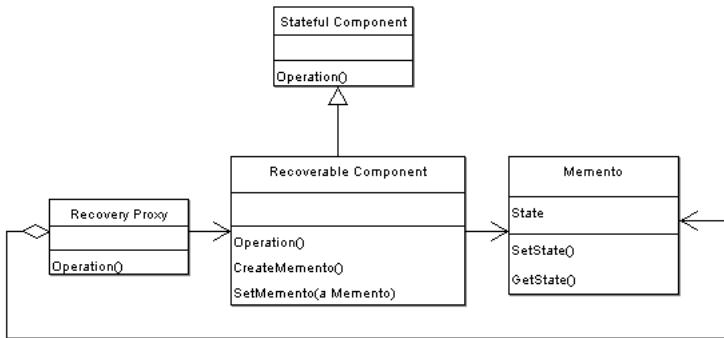 Stateful Component
Operation()
Recoverable Component
Operation()
CreateMemento()
SetMemento(a Memento)
Memento
State
SetState()
GetState()
Recovery Proxy
Operation()